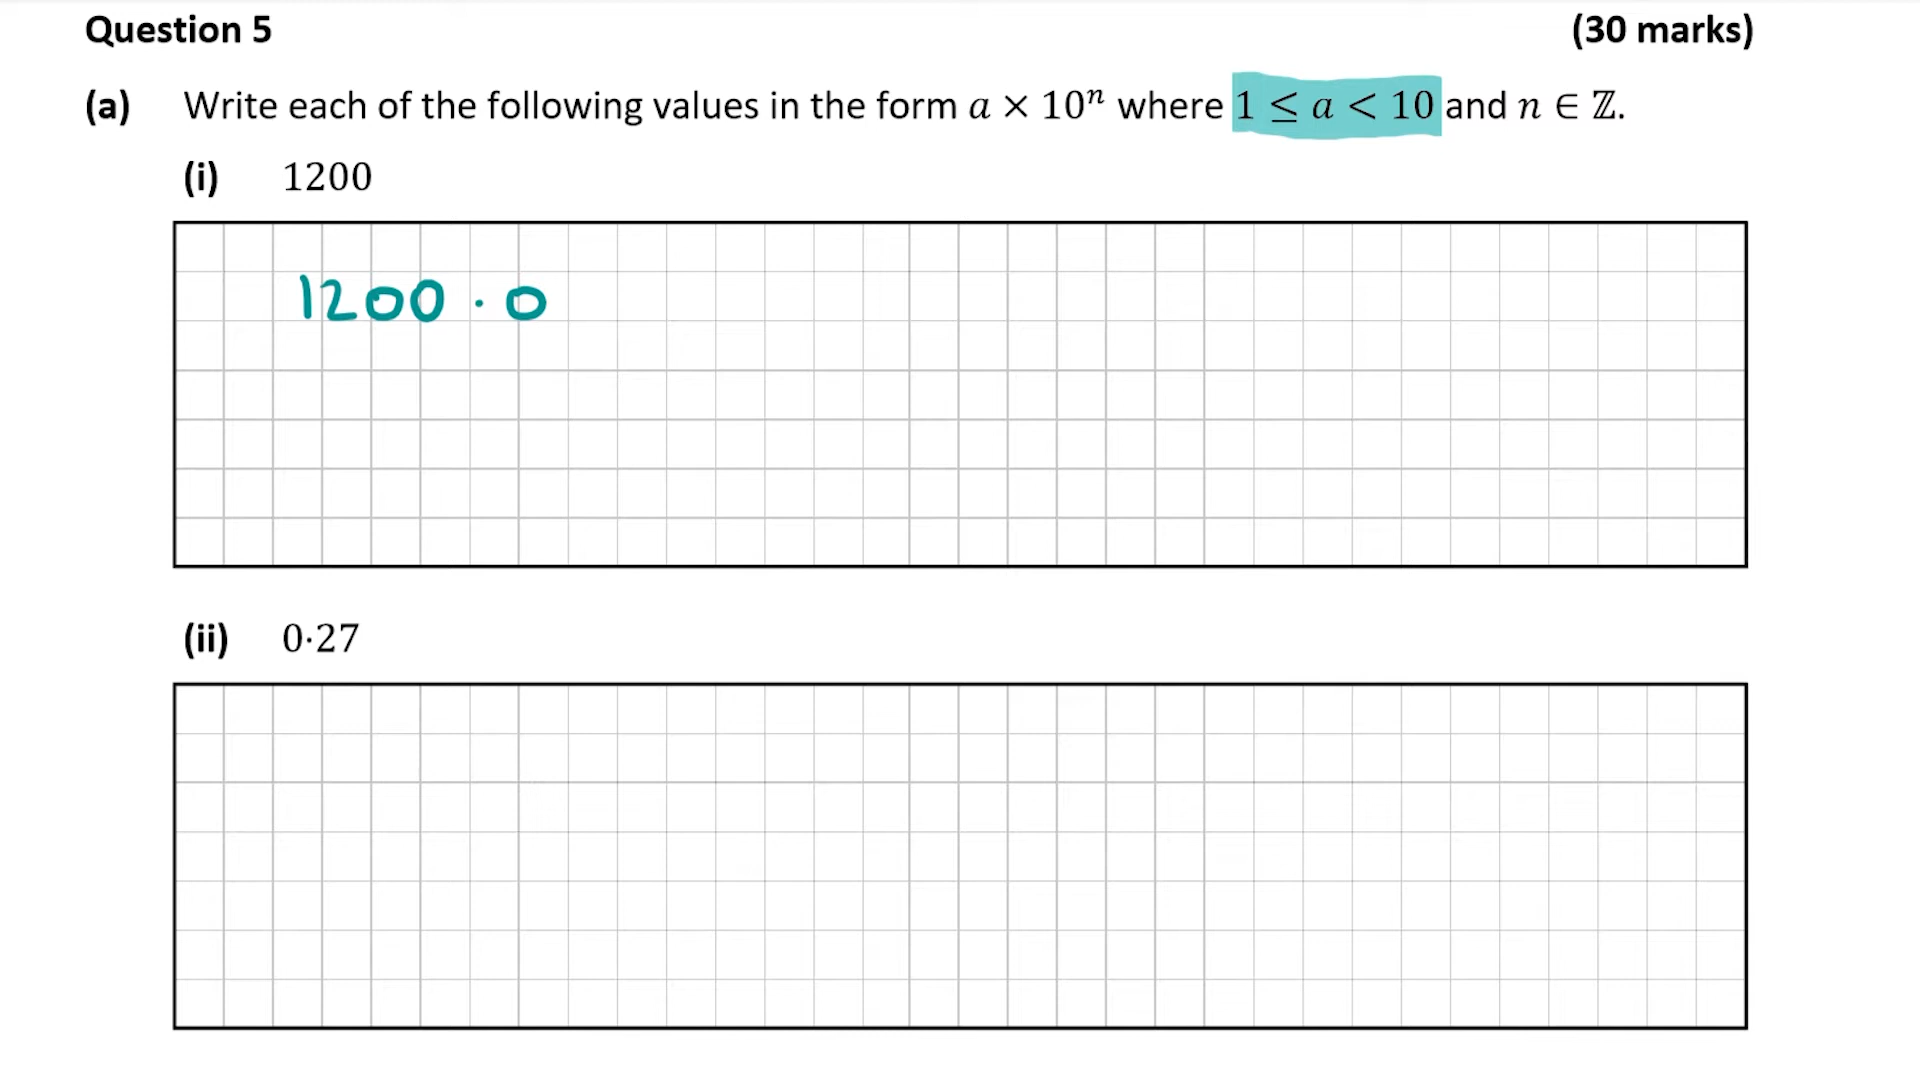 Question 5 (30 marks)
(a) Write each of the following values in the form a × 10ⁿ where 1 ≤ a < 10 and n ∈ ℤ.
(i) 1200
1200 · 0
(ii) 0·27